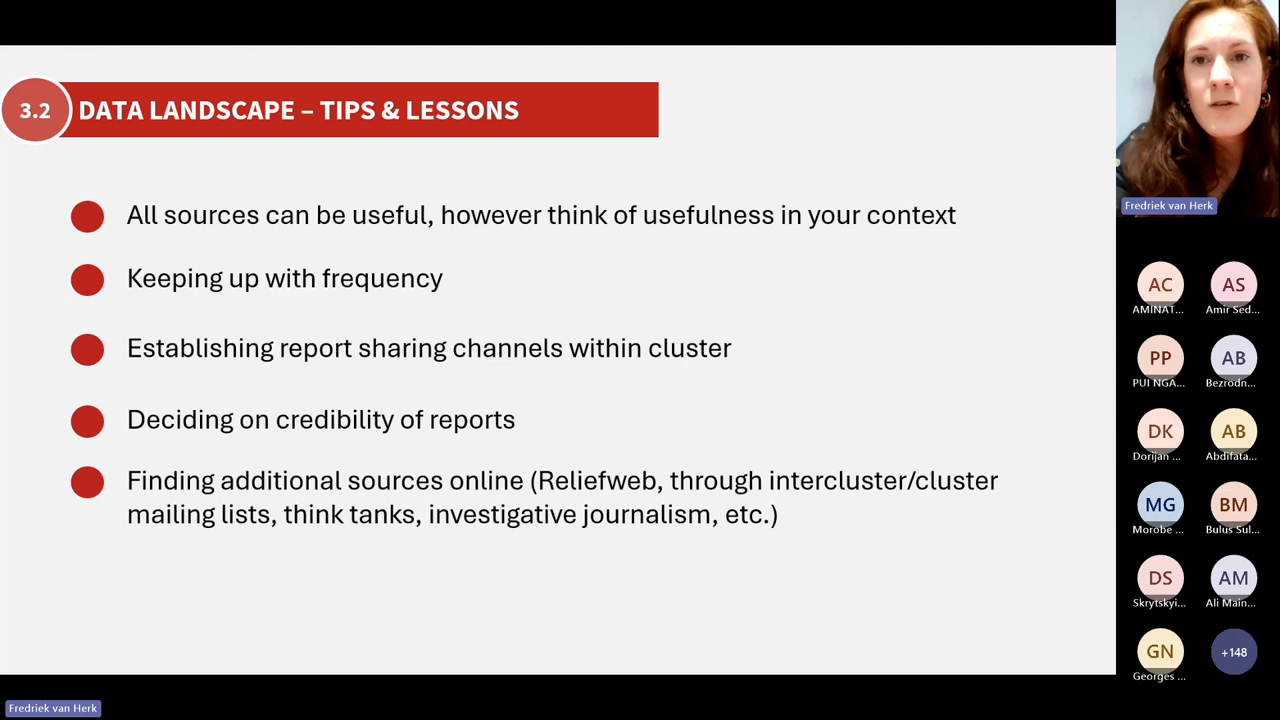 3.2
DATA LANDSCAPE – TIPS & LESSONS
All sources can be useful, however think of usefulness in your context
Keeping up with frequency
Establishing report sharing channels within cluster
Deciding on credibility of reports
Finding additional sources online (Reliefweb, through intercluster/cluster
mailing lists, think tanks, investigative journalism, etc.)
Fredriek van Herk
AC
AS
AMINAT...
Amir Sed...
PP
AB
PUI NGA...
Bezrodn...
DK
AB
Dorijan ...
Abdifata...
MG
BM
Morobe ...
Bulus Sul...
DS
AM
Skrytskyi...
Ali Main...
GN
+148
Georges ...
Fredriek van Herk